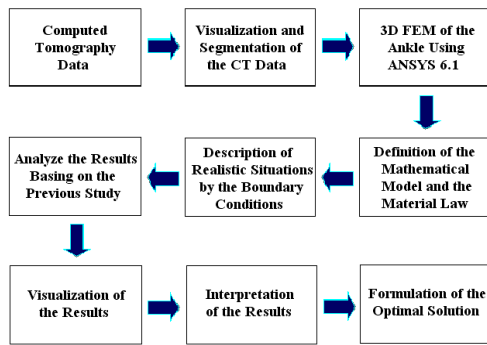 Computed
Tomography
Data
Visualization
and
Segmentation of
the CT Data
3D FEM of the
Ankle Using
ANSYS 6.1
Definition of the
Mathematical
Model and the
Material Law
Description of
Realistic Situations
by the Boundary
Conditions
Analyze the Results
Basing on the
Previous Study
Visualization of
the Results
Interpretation
of the Results
Formulation of the
Optimal Solution